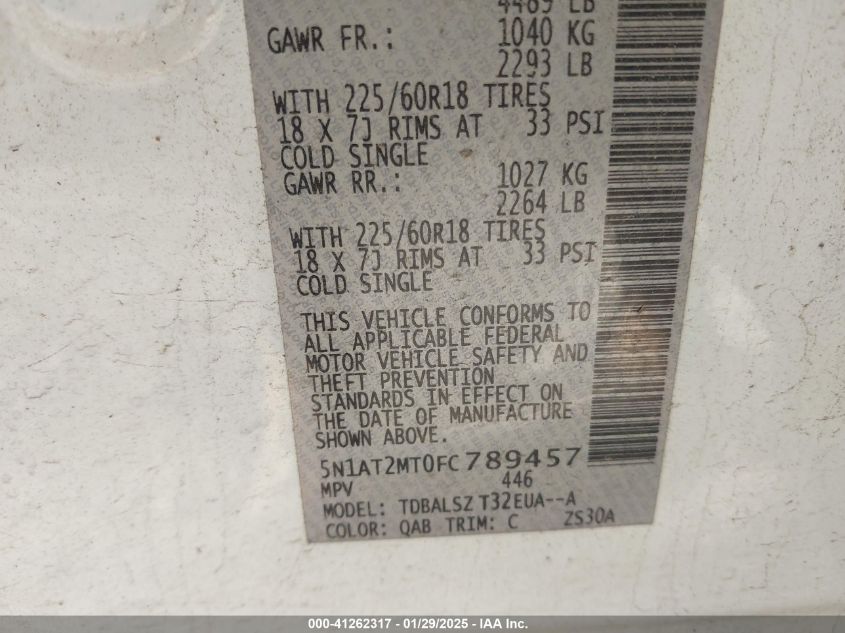 4489 LB
GAWR FR.: 1040 KG
2293 LB
WITH 225/60R18 TIRES
18 X 7J RIMS AT 33 PSI
COLD SINGLE
GAWR RR.: 1027 KG
2264 LB
WITH 225/60R18 TIRES
18 X 7J RIMS AT 33 PSI
COLD SINGLE
THIS VEHICLE CONFORMS TO
ALL APPLICABLE FEDERAL
MOTOR VEHICLE SAFETY AND
THEFT PREVENTION
STANDARDS IN EFFECT ON
THE DATE OF MANUFACTURE
SHOWN ABOVE.
5N1AT2MT0FC789457
MPV 446
MODEL: TDBALSZ T32EUA--A
COLOR: QAB TRIM: C ZS30A
000-41262317 - 01/29/2025 - IAA Inc.